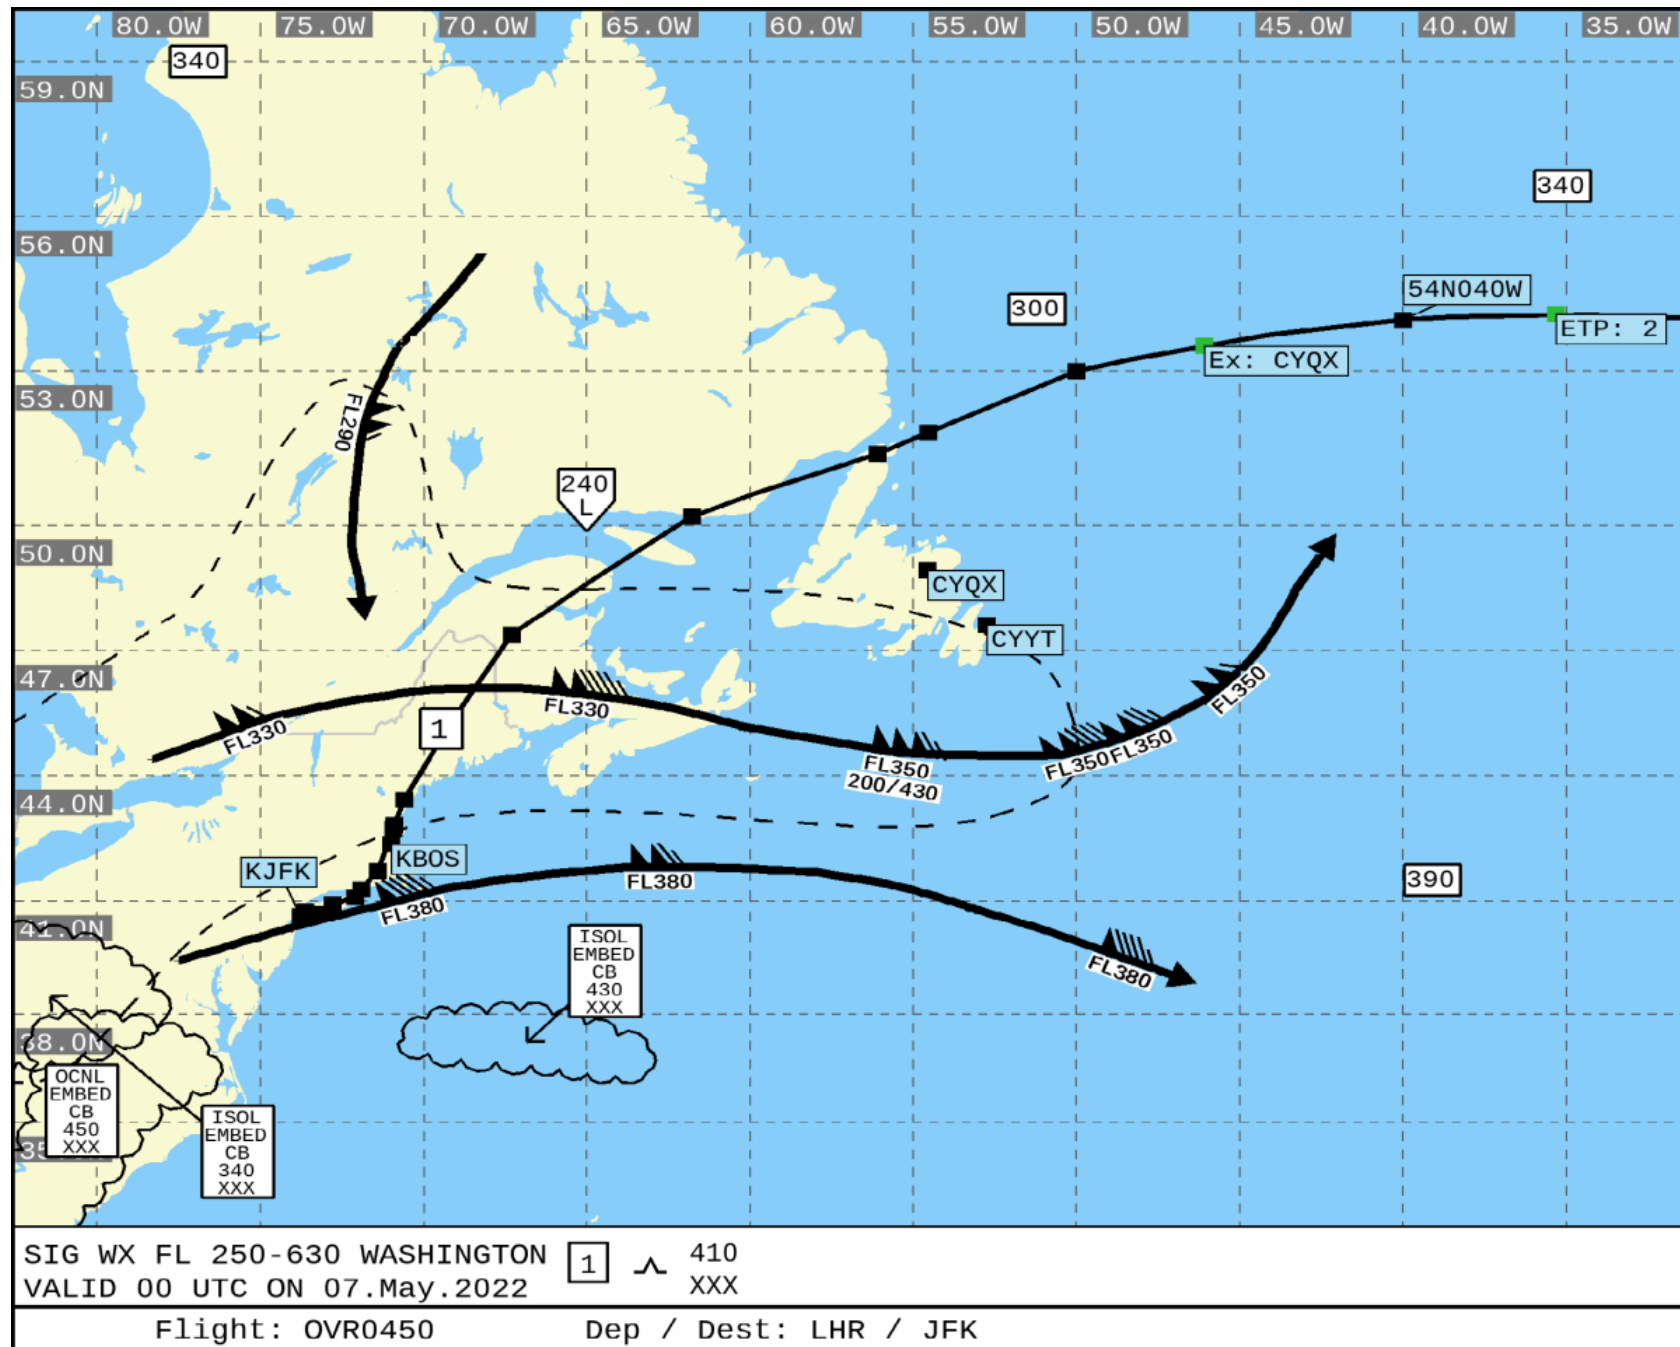 80.0W 75.0W 70.0W 65.0W 60.0W 55.0W 50.0W 45.0W 40.0W 35.0W
340
59.0N
340
56.0N
54N040W
300
ETP: 2
Ex: CYQX
53.0N
FL290
240
L
50.0N
CYQX
CYYT
47.0N
FL330
FL330
FL350
1
FL350
FL350
FL350
200/430
44.0N
KBOS
KJFK
FL380
390
FL380
41.0N
ISOL
EMBED
CB
430
XXX
FL380
38.0N
OCNL
EMBED
CB
450
XXX
ISOL
EMBED
CB
340
XXX
35
SIG WX FL 250-630 WASHINGTON
VALID 00 UTC ON 07.May.2022
1
410
XXX
Flight: OVR0450 Dep / Dest: LHR / JFK